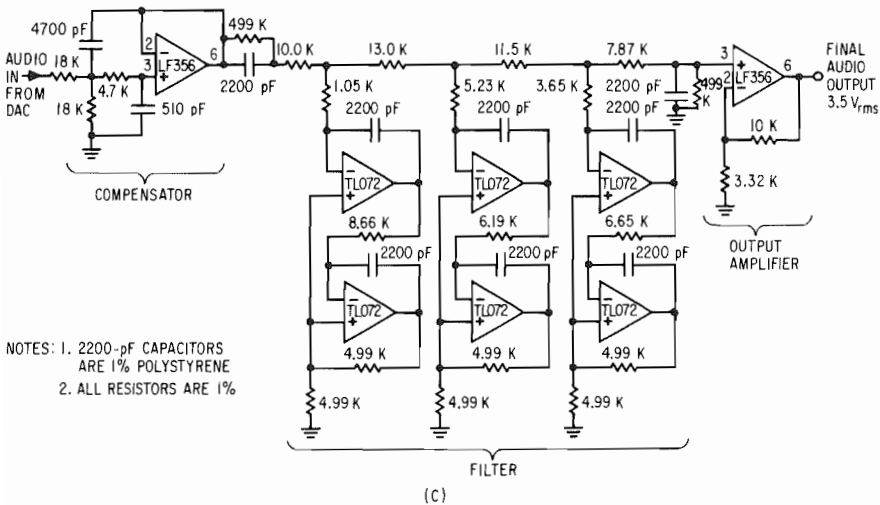 4700 pF
499 K
10.0 K
13.0 K
11.5 K
7.87 K
AUDIO IN FROM DAC
18 K
2
−
LF356
6
3
+
4.7 K
18 K
510 pF
2200 pF
1.05 K
5.23 K
3.65 K
2200 pF
499 K
3
+
LF356
6
2
−
FINAL AUDIO OUTPUT 3.5 Vrms
2200 pF
2200 pF
2200 pF
10 K
3.32 K
COMPENSATOR
−
TL072
+
−
TL072
+
−
TL072
+
8.66 K
6.19 K
6.65 K
OUTPUT AMPLIFIER
2200 pF
2200 pF
2200 pF
−
TL072
+
−
TL072
+
−
TL072
+
NOTES: 1. 2200-pF CAPACITORS
ARE 1% POLYSTYRENE
2. ALL RESISTORS ARE 1%
4.99 K
4.99 K
4.99 K
4.99 K
4.99 K
4.99 K
FILTER
(C)